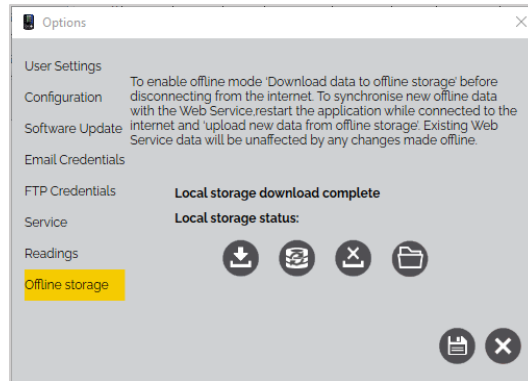 Options
User Settings
Configuration
Software Update
Email Credentials
FTP Credentials
Service
Readings
Offline storage
To enable offline mode 'Download data to offline storage' before
disconnecting from the internet. To synchronise new offline data
with the Web Service,restart the application while connected to the
internet and 'upload new data from offline storage'. Existing Web
Service data will be unaffected by any changes made offline.
Local storage download complete
Local storage status: